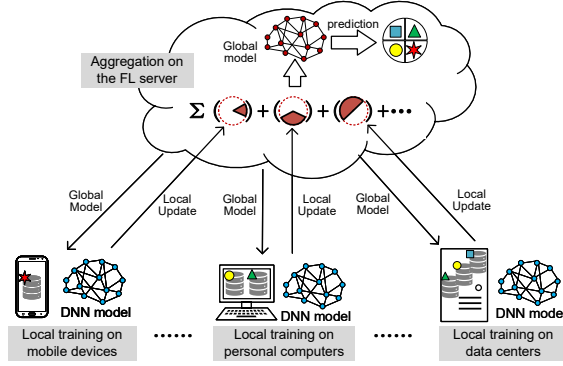 prediction
Global
model
Aggregation on
the FL server
Σ ( ) + ( ) + ( ) +•••
Global
Model
Local
Update
Global
Model
Local
Update
Global
Model
Local
Update
DNN model
DNN model
DNN mode
Local training on
mobile devices
......
Local training on
personal computers
......
Local training on
data centers